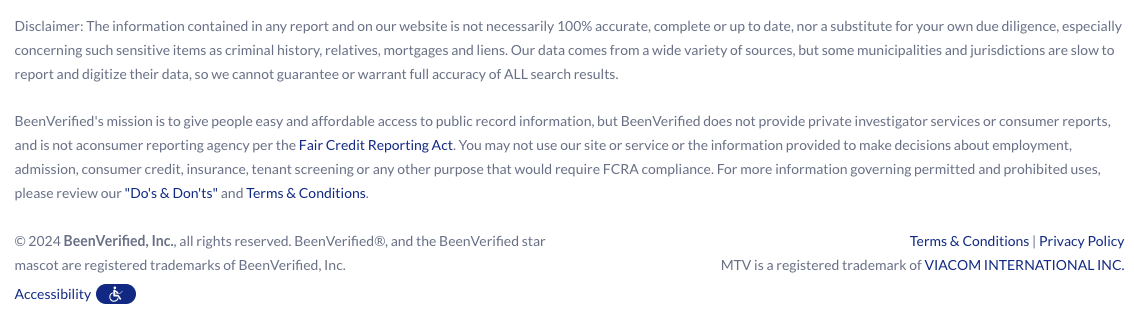 Disclaimer: The information contained in any report and on our website is not necessarily 100% accurate, complete or up to date, nor a substitute for your own due diligence, especially
concerning such sensitive items as criminal history, relatives, mortgages and liens. Our data comes from a wide variety of sources, but some municipalities and jurisdictions are slow to
report and digitize their data, so we cannot guarantee or warrant full accuracy of ALL search results.
BeenVerified's mission is to give people easy and affordable access to public record information, but BeenVerified does not provide private investigator services or consumer reports,
and is not aconsumer reporting agency per the Fair Credit Reporting Act. You may not use our site or service or the information provided to make decisions about employment,
admission, consumer credit, insurance, tenant screening or any other purpose that would require FCRA compliance. For more information governing permitted and prohibited uses,
please review our "Do's & Don'ts" and Terms & Conditions.
© 2024 BeenVerified, Inc., all rights reserved. BeenVerified®, and the BeenVerified star
mascot are registered trademarks of BeenVerified, Inc.
Accessibility
Terms & Conditions | Privacy Policy
MTV is a registered trademark of VIACOM INTERNATIONAL INC.